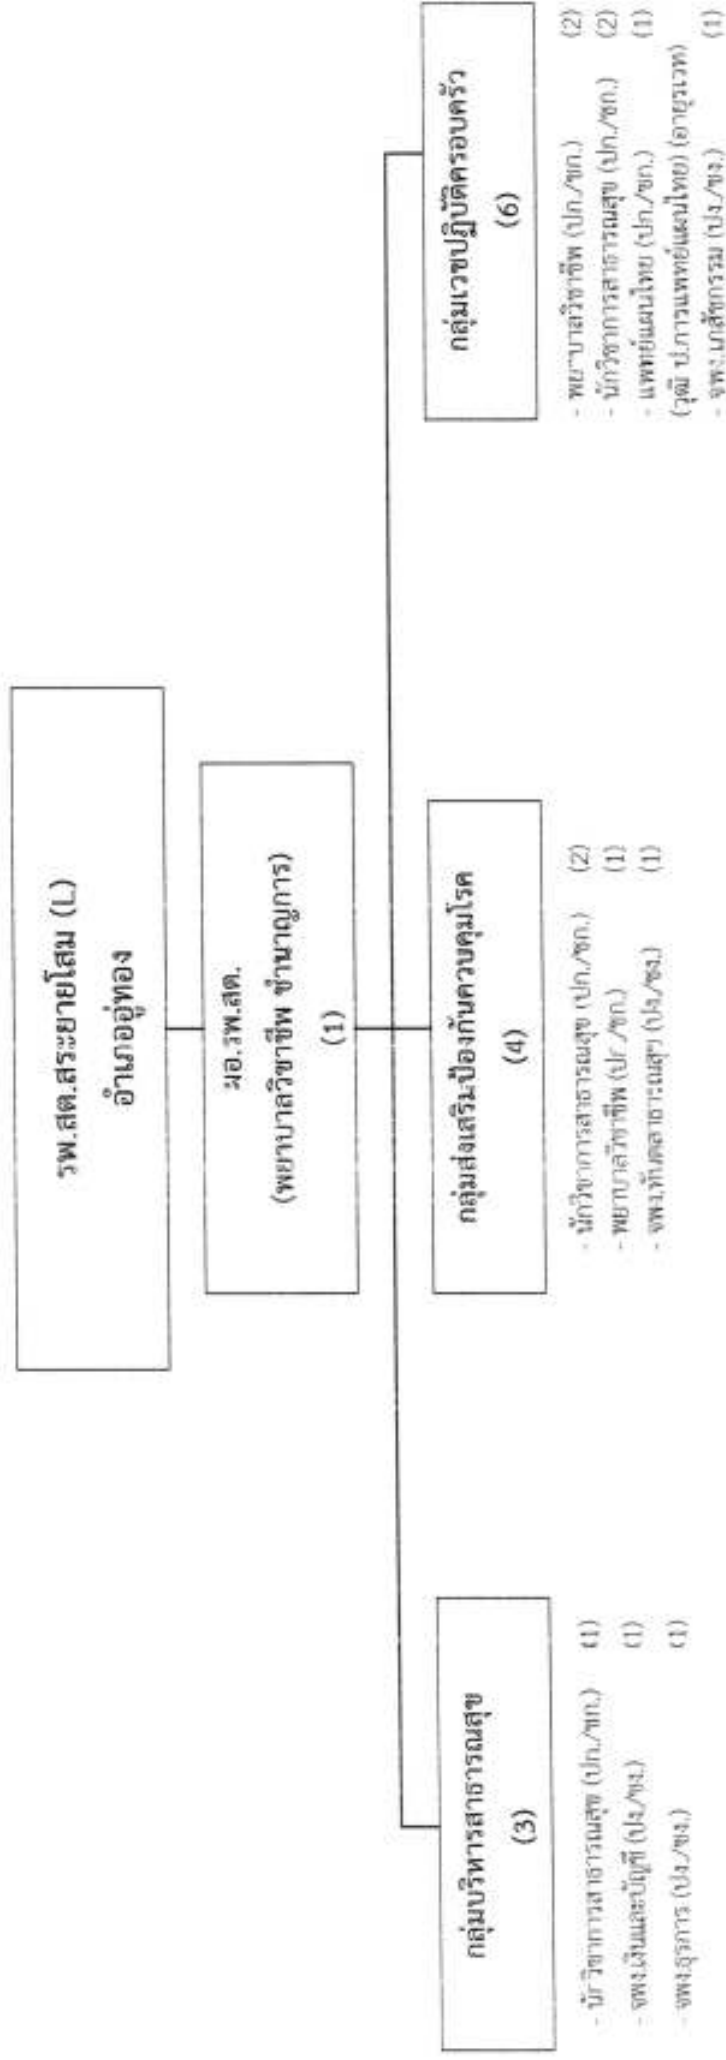 รพ.สต.สระยายโสม (L)
อำเภออู่ทอง
ผอ.รพ.สต.
(พยาบาลวิชาชีพ ชำนาญการ)
(1)
กลุ่มบริหารสาธารณสุข
(3)
- นักวิชาการสาธารณสุข (ปก./ชก.) (1)
- จพง.เงินและบัญชี (ปง./ชง.) (1)
- จพง.ธุรการ (ปง./ชง.) (1)
กลุ่มส่งเสริมป้องกันควบคุมโรค
(4)
- นักวิชาการสาธารณสุข (ปก./ชก.) (2)
- พยาบาลวิชาชีพ (ปก./ชก.) (1)
- จพง.ทันตสาธารณสุข (ปง./ชง.) (1)
กลุ่มเวชปฏิบัติครอบครัว
(6)
- พยาบาลวิชาชีพ (ปก./ชก.) (2)
- นักวิชาการสาธารณสุข (ปก./ชก.) (2)
- แพทย์แผนไทย (ปก./ชก.) (1)
(วุฒิ ป.การแพทย์แผนไทย) (อายุรเวท)
- จพง.เภสัชกรรม (ปง./ชง.) (1)